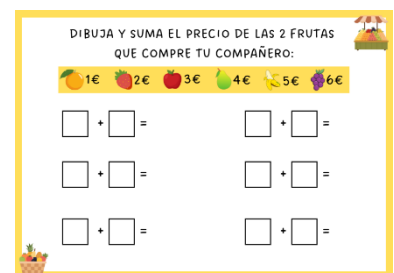 DIBUJA Y SUMA EL PRECIO DE LAS 2 FRUTAS
QUE COMPRE TU COMPAÑERO:
1€ 2€ 3€ 4€ 5€ 6€
+ = + =
+ = + =
+ = + =